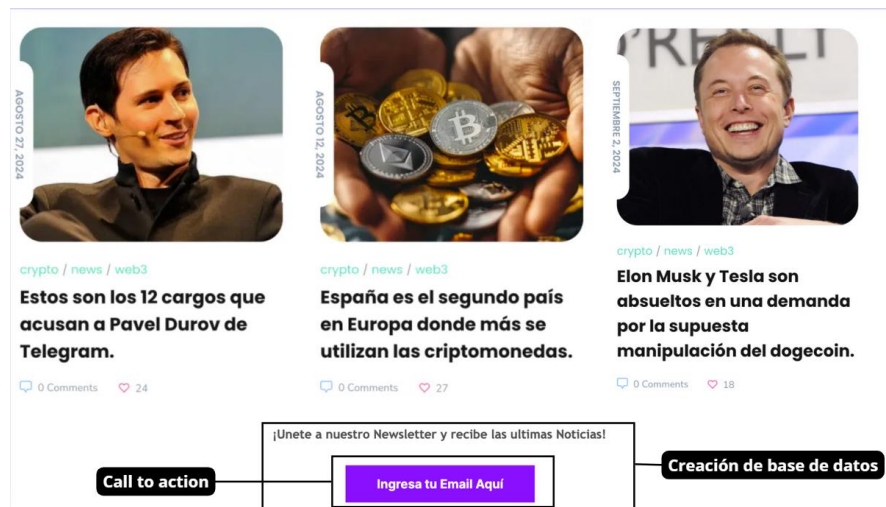 O'REILLY
AGOSTO 27, 2024
AGOSTO 12, 2024
SEPTIEMBRE 2, 2024
crypto / news / web3
Estos son los 12 cargos que
acusan a Pavel Durov de
Telegram.
0 Comments 24
crypto / news / web3
España es el segundo país
en Europa donde más se
utilizan las criptomonedas.
0 Comments 27
crypto / news / web3
Elon Musk y Tesla son
absueltos en una demanda
por la supuesta
manipulación del dogecoin.
0 Comments 18
¡Unete a nuestro Newsletter y recibe las ultimas Noticias!
Call to action
Ingresa tu Email Aquí
Creación de base de datos